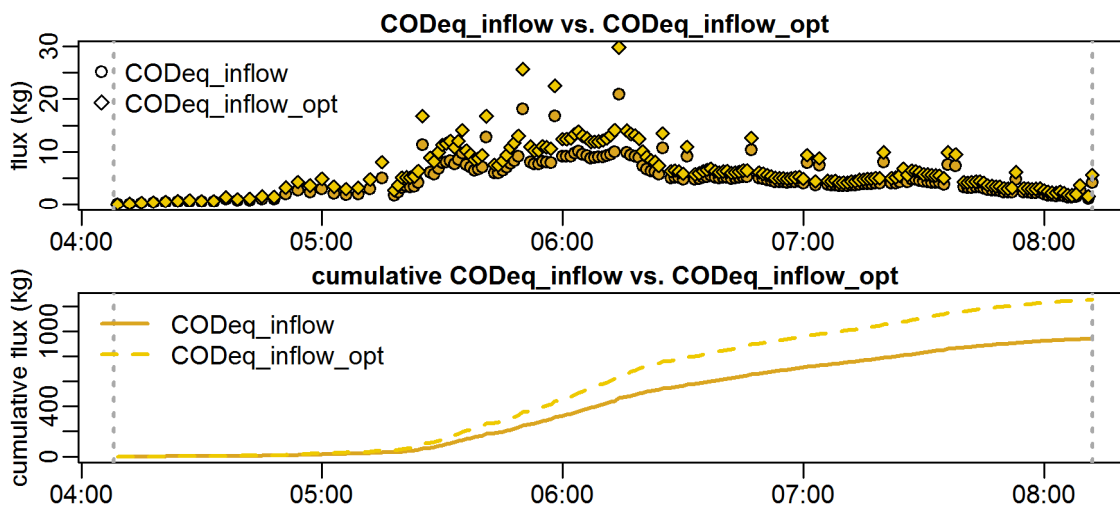 CODeq_inflow vs. CODeq_inflow_opt
flux (kg)
30
20
10
0
CODeq_inflow
CODeq_inflow_opt
04:00 05:00 06:00 07:00 08:00
cumulative CODeq_inflow vs. CODeq_inflow_opt
cumulative flux (kg)
1000
400
0
CODeq_inflow
CODeq_inflow_opt
04:00 05:00 06:00 07:00 08:00